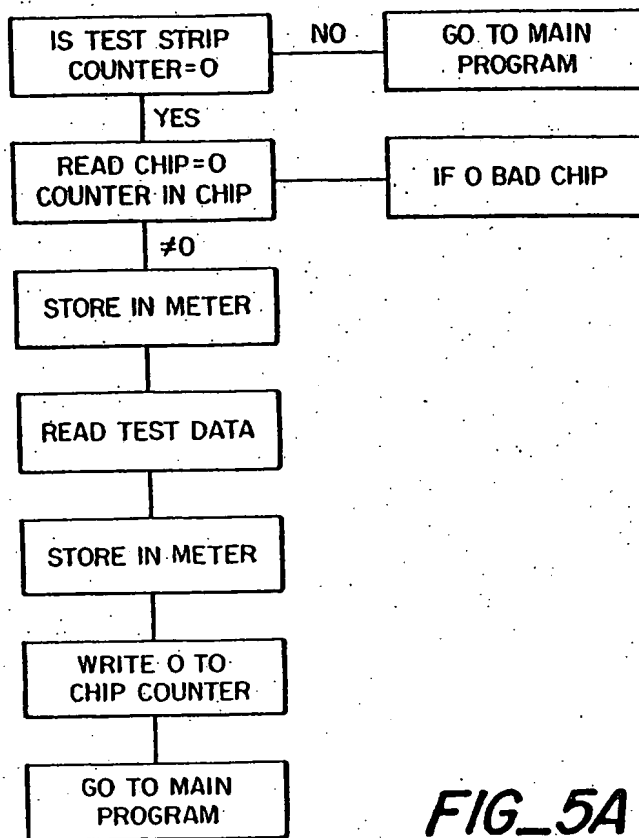 IS TEST STRIP
COUNTER=0
NO
GO TO MAIN
PROGRAM
YES
READ CHIP=0
COUNTER IN CHIP
IF 0 BAD CHIP
≠0
STORE IN METER
READ TEST DATA
STORE IN METER
WRITE 0 TO
CHIP COUNTER
GO TO MAIN
PROGRAM
FIG_5A